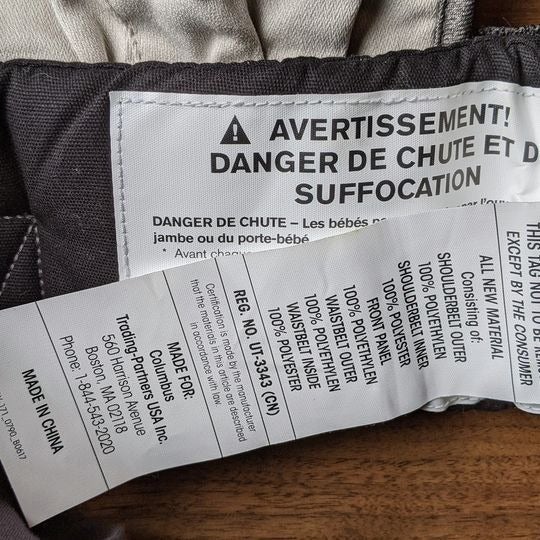 AVERTISSEMENT!
DANGER DE CHUTE ET D
SUFFOCATION
DANGER DE CHUTE – Les bébés
jambe ou du porte-bébé
* Avant chaque
THIS TAG NOT TO BE
EXCEPT BY THE CONSUMER
ALL NEW MATERIAL
Consisting of:
SHOULDERBELT OUTER
100% POLYETHYLEN
SHOULDERBELT INNER
100% POLYESTER
FRONT PANEL
100% POLYESTER
WAISTBELT OUTER
100% POLYETHYLEN
WAISTBELT INSIDE
100% POLYESTER
REG. NO. UT-3343 (CN)
Certification is made by the manufacturer
that the materials in this article are described
in accordance with law
MADE FOR:
Columbus
Trading-Partners USA Inc.
560 Harrison Avenue
Boston, MA 02118
Phone: 1-844-543-2020
MADE IN CHINA
_771_0790_B0617